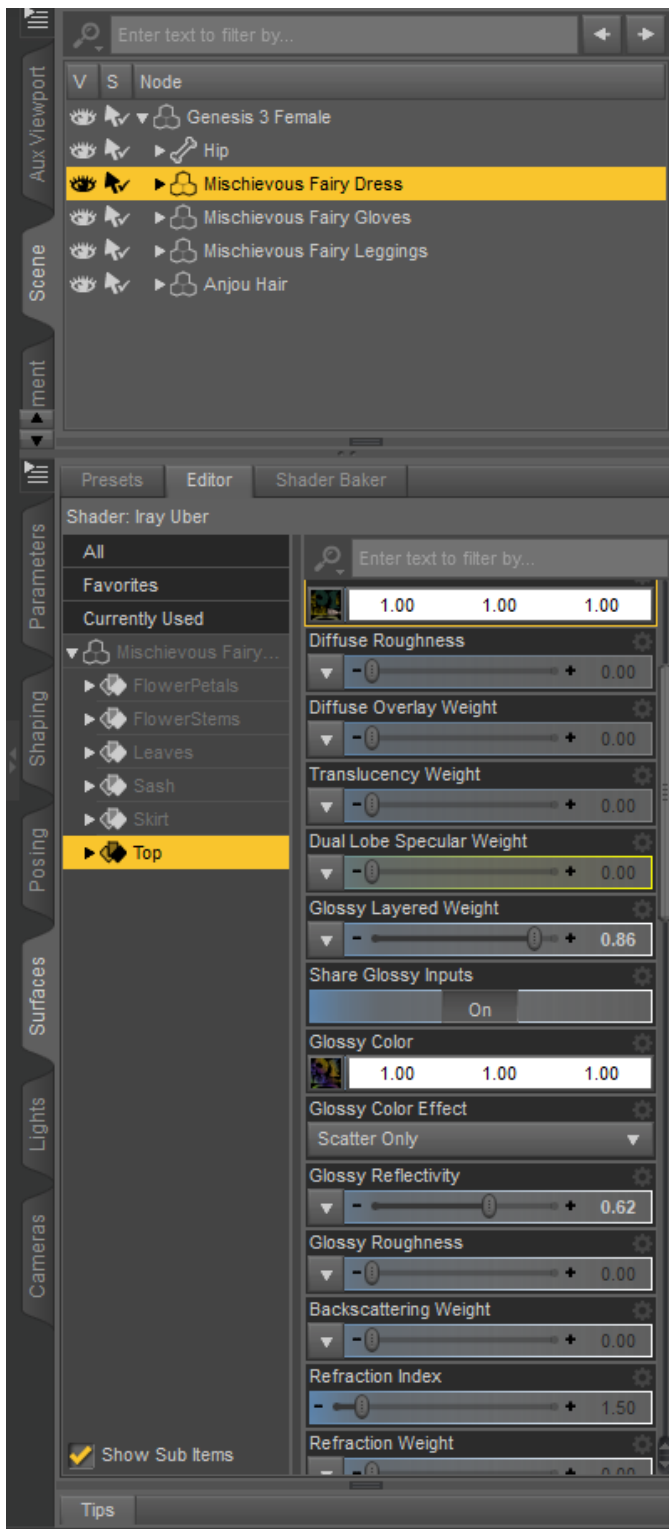 Enter text to filter by...
V S Node
Genesis 3 Female
Hip
Mischievous Fairy Dress
Mischievous Fairy Gloves
Mischievous Fairy Leggings
Anjou Hair
Aux Viewport
Scene
ment
Presets Editor Shader Baker
Shader: Iray Uber
All
Favorites
Currently Used
Mischievous Fairy...
FlowerPetals
FlowerStems
Leaves
Sash
Skirt
Top
Show Sub Items
Enter text to filter by...
1.00 1.00 1.00
Diffuse Roughness
0.00
Diffuse Overlay Weight
0.00
Translucency Weight
0.00
Dual Lobe Specular Weight
0.00
Glossy Layered Weight
0.86
Share Glossy Inputs
On
Glossy Color
1.00 1.00 1.00
Glossy Color Effect
Scatter Only
Glossy Reflectivity
0.62
Glossy Roughness
0.00
Backscattering Weight
0.00
Refraction Index
1.50
Refraction Weight
0.00
Parameters
Shaping
Posing
Surfaces
Lights
Cameras
Tips